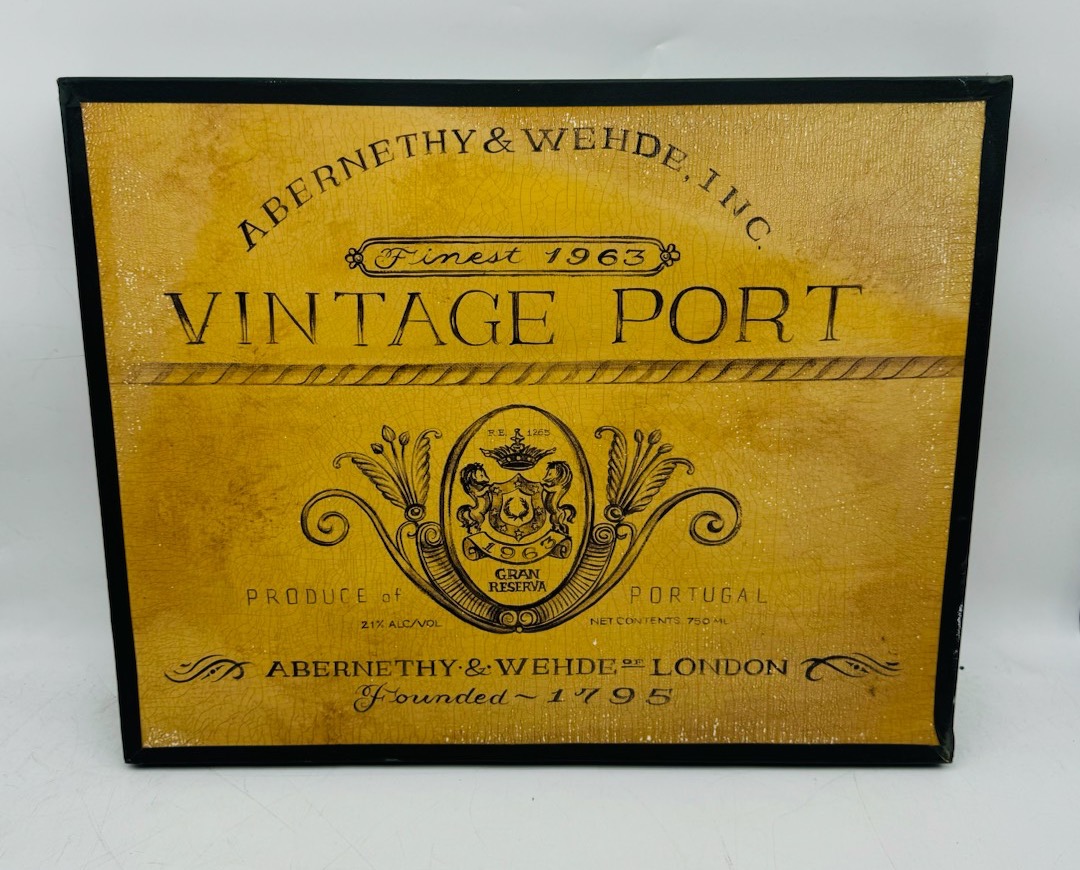 ABERNETHY & WEHDE, INC.
Finest 1963
VINTAGE PORT
R.E. 1265
1963
GRAN
RESERVA
PRODUCE of PORTUGAL
21% ALC/VOL NET CONTENTS. 750 ML
ABERNETHY·&·WEHDE OF LONDON
Founded ~ 1795